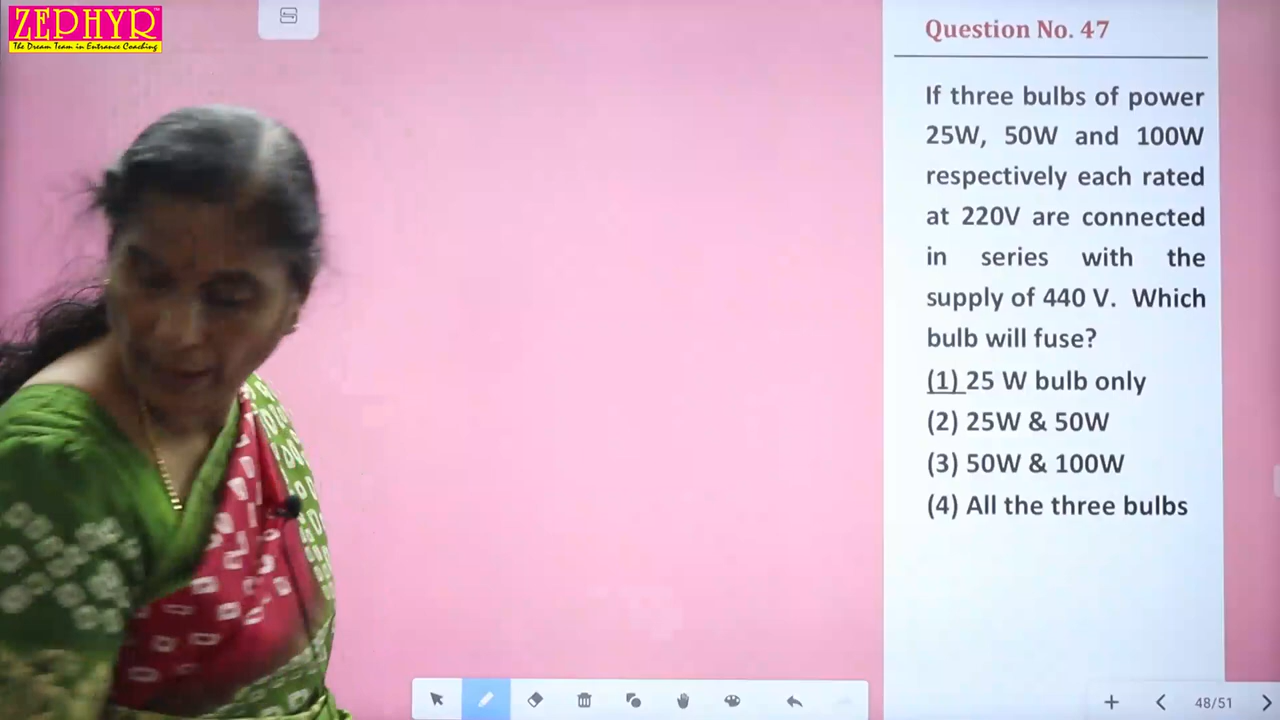 ZEPHYR™
The Dream Team in Entrance Coaching
Question No. 47
If three bulbs of power
25W, 50W and 100W
respectively each rated
at 220V are connected
in series with the
supply of 440 V. Which
bulb will fuse?
(1) 25 W bulb only
(2) 25W & 50W
(3) 50W & 100W
(4) All the three bulbs
48/51